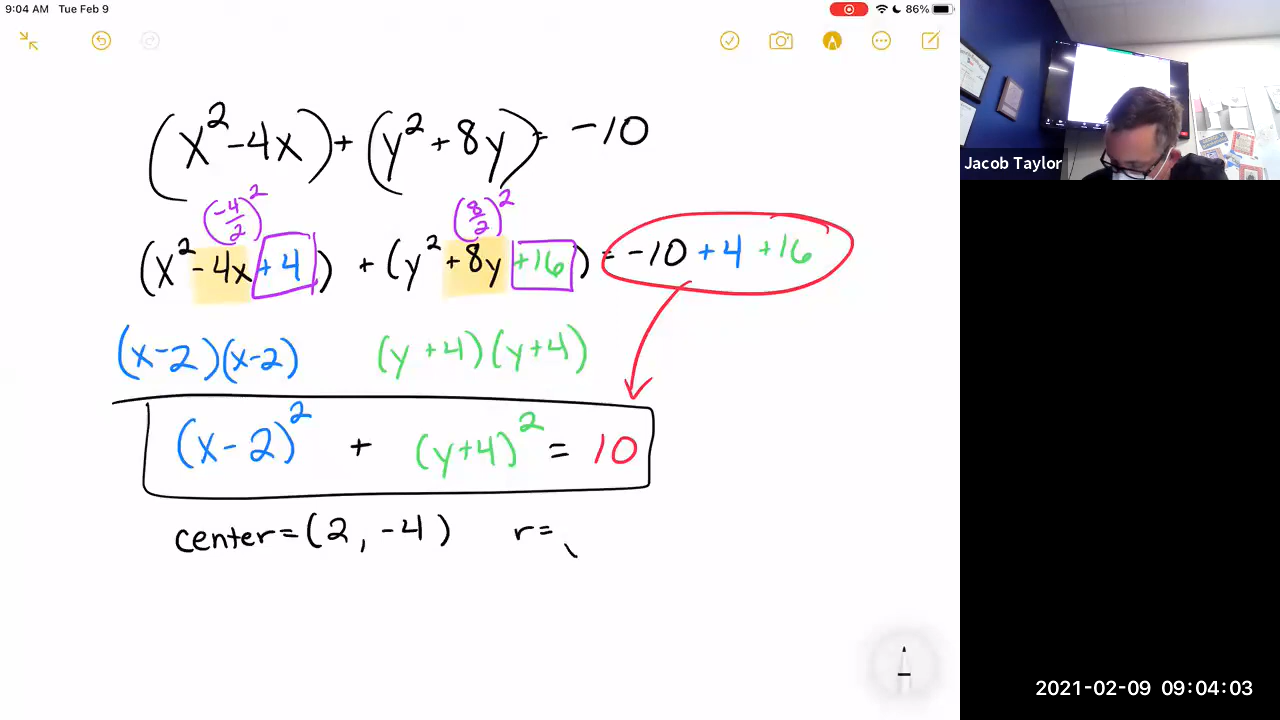 9:04 AM Tue Feb 9
86%
(x²-4x)+(y²+8y)= -10
(-4/2)² (8/2)²
(x²-4x+4) +(y²+8y+16)= -10+4+16
(x-2)(x-2) (y+4)(y+4)
(x-2)² + (y+4)² = 10
center=(2,-4) r=
Jacob Taylor
2021-02-09 09:04:03